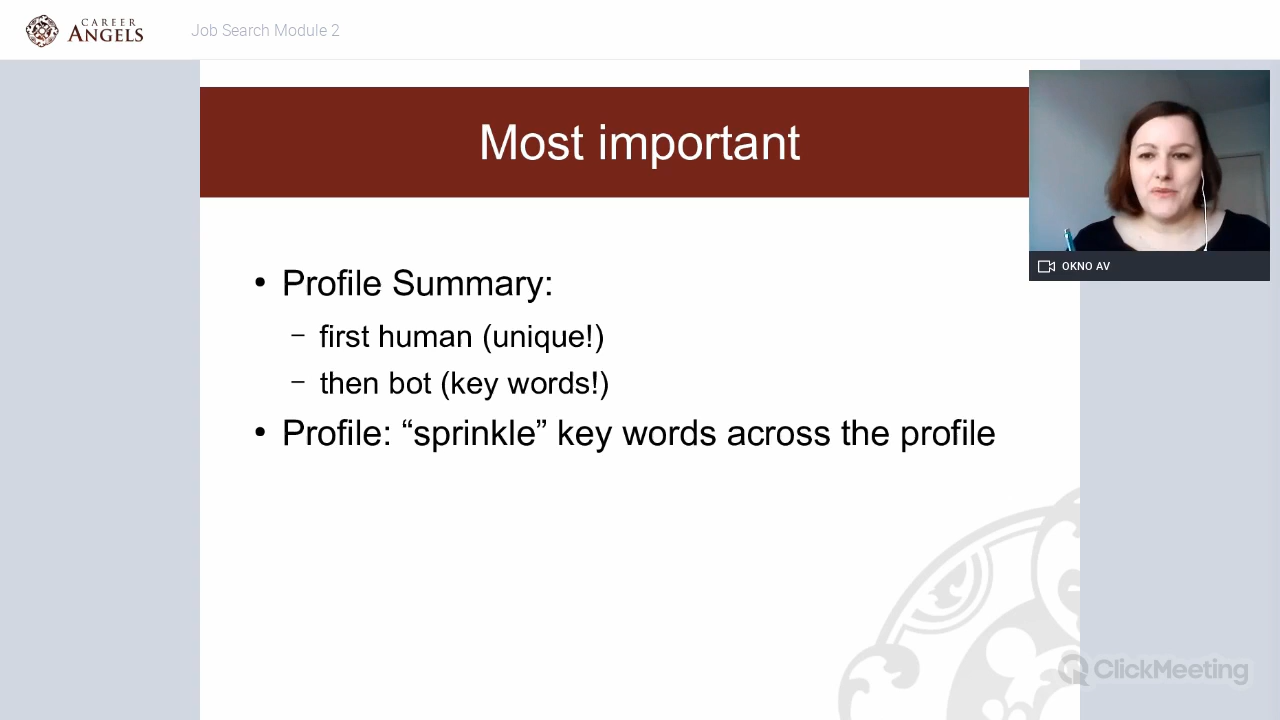 CAREER
ANGELS
Job Search Module 2
Most important
OKNO AV
• Profile Summary:
– first human (unique!)
– then bot (key words!)
• Profile: “sprinkle” key words across the profile
ClickMeeting